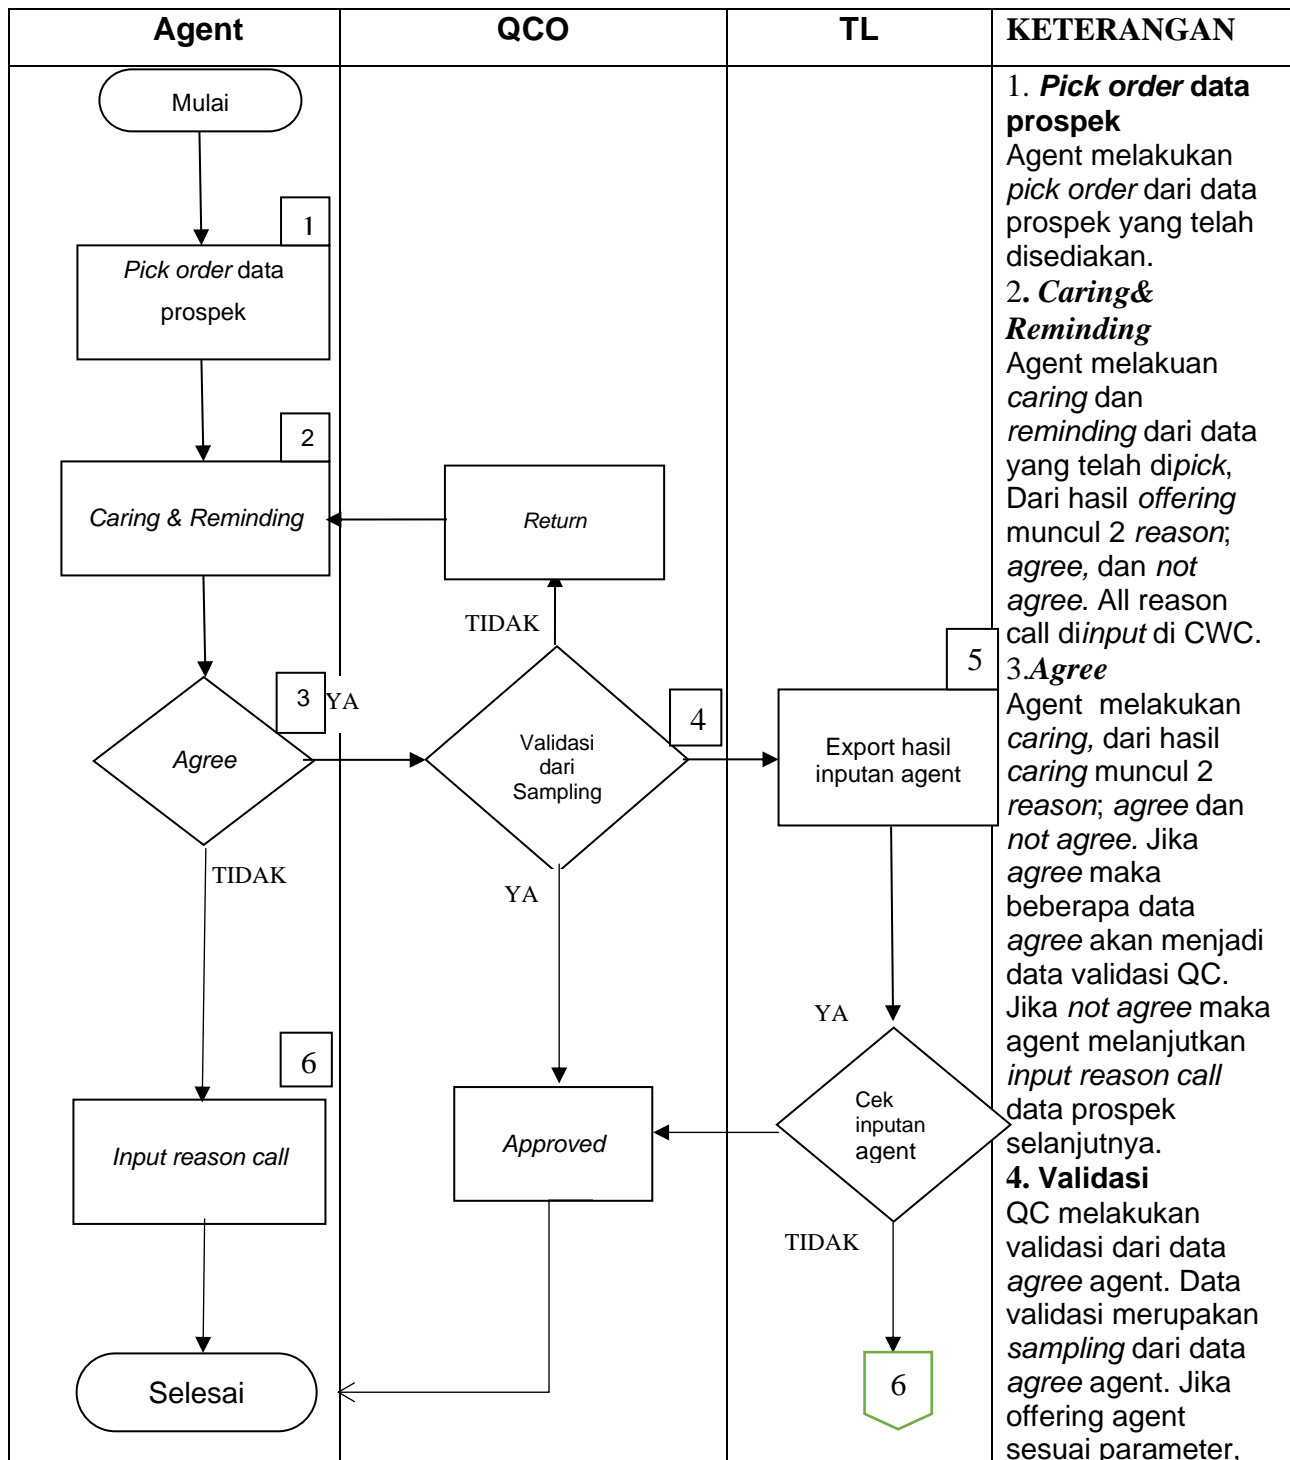 Agent
QCO
TL
KETERANGAN
Mulai
1
Pick order data
prospek
2
Caring & Reminding
Return
TIDAK
3
YA
Agree
Validasi
dari
Sampling
4
5
Export hasil
inputan agent
TIDAK
YA
YA
6
Input reason call
Approved
Cek
inputan
agent
TIDAK
Selesai
6
1. Pick order data
prospek
Agent melakukan
pick order dari data
prospek yang telah
disediakan.
2. Caring&
Reminding
Agent melakuan
caring dan
reminding dari data
yang telah dipick,
Dari hasil offering
muncul 2 reason;
agree, dan not
agree. All reason
call diinput di CWC.
3.Agree
Agent melakukan
caring, dari hasil
caring muncul 2
reason; agree dan
not agree. Jika
agree maka
beberapa data
agree akan menjadi
data validasi QC.
Jika not agree maka
agent melanjutkan
input reason call
data prospek
selanjutnya.
4. Validasi
QC melakukan
validasi dari data
agree agent. Data
validasi merupakan
sampling dari data
agree agent. Jika
offering agent
sesuai parameter,